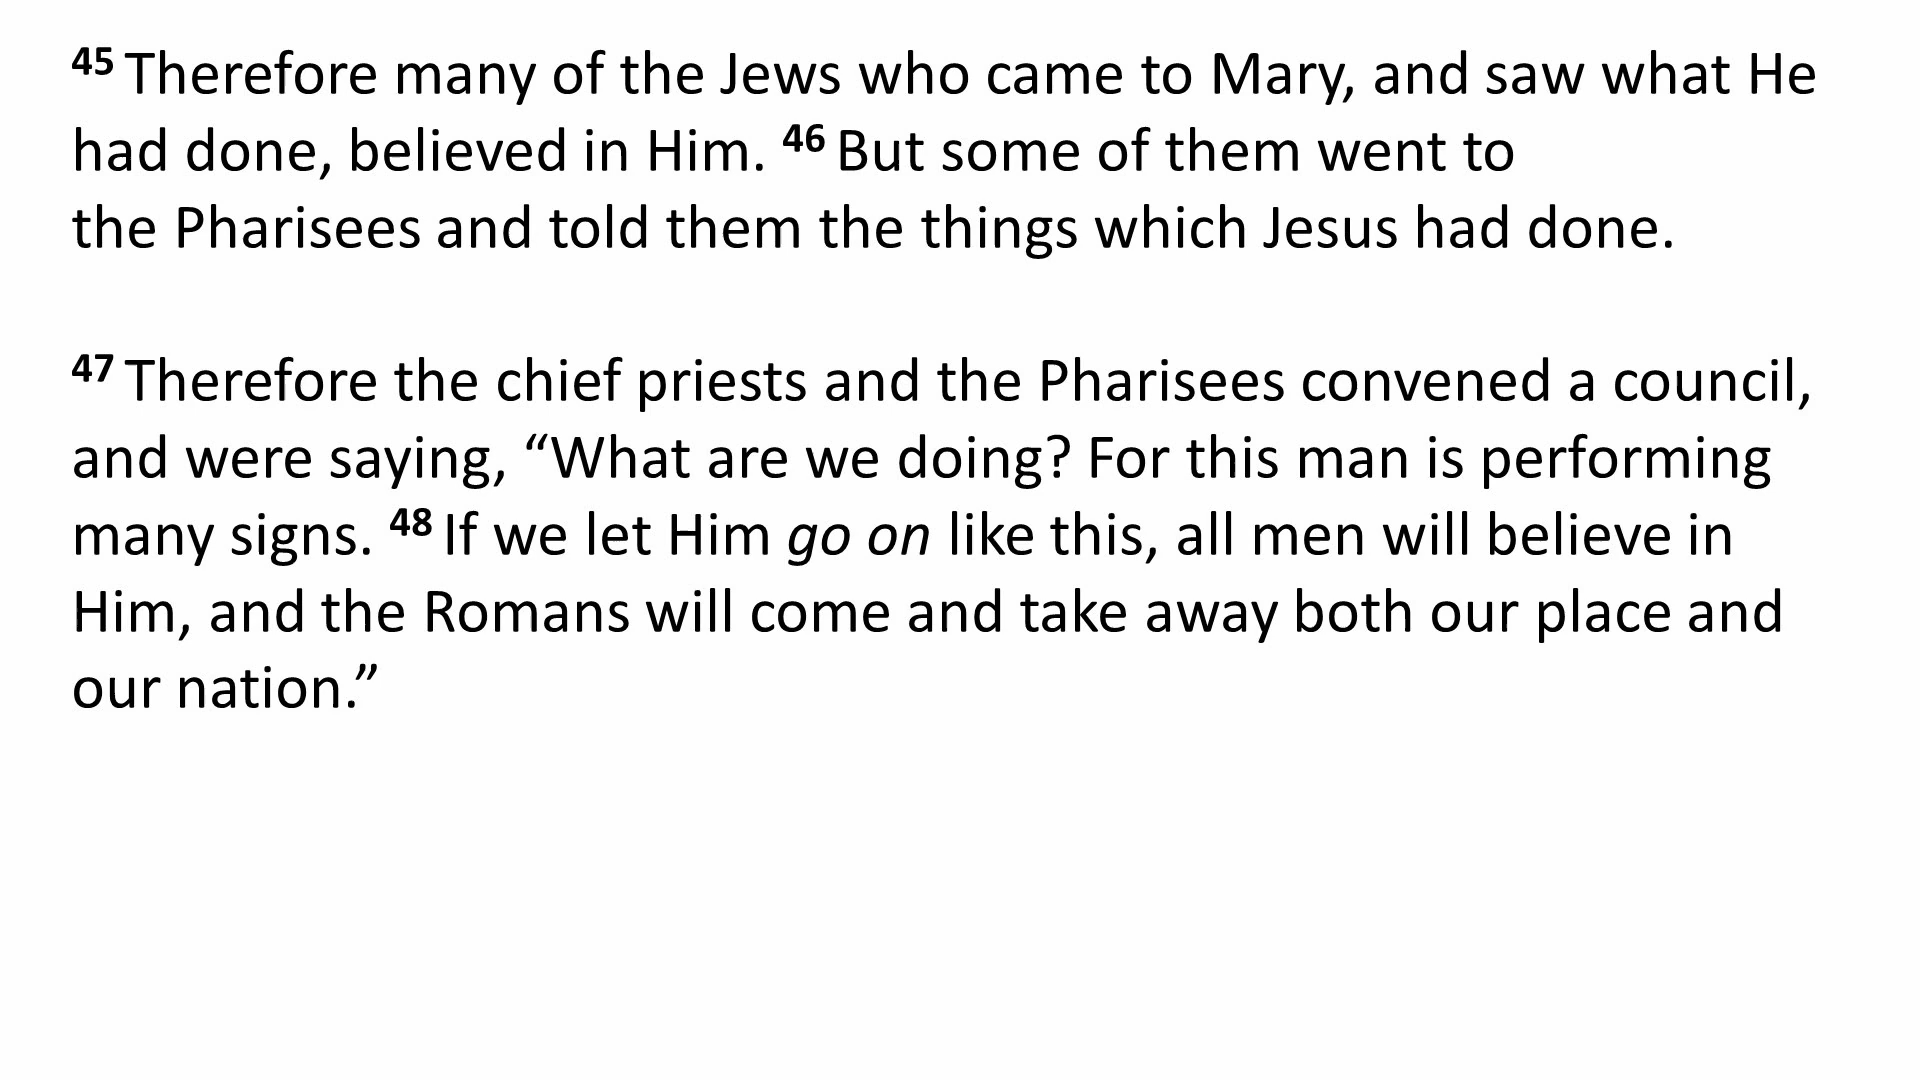 45 Therefore many of the Jews who came to Mary, and saw what He
had done, believed in Him. 46 But some of them went to
the Pharisees and told them the things which Jesus had done.
47 Therefore the chief priests and the Pharisees convened a council,
and were saying, “What are we doing? For this man is performing
many signs. 48 If we let Him go on like this, all men will believe in
Him, and the Romans will come and take away both our place and
our nation.”